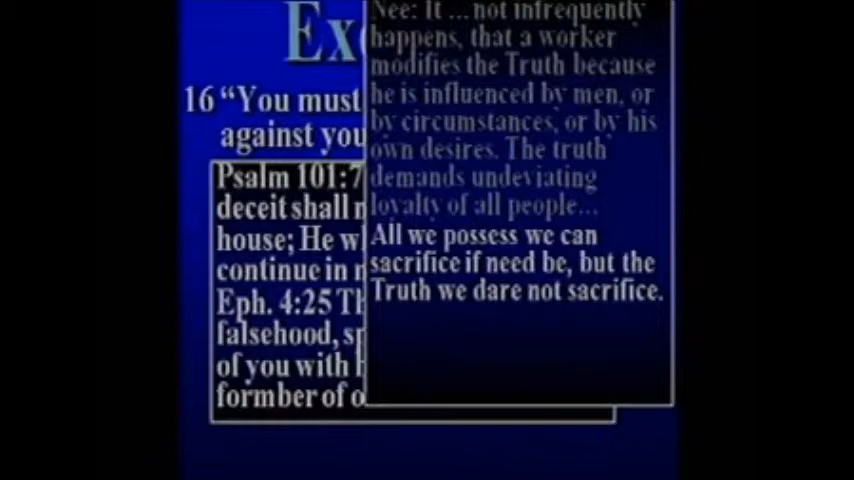 Ex
16 “You must
against you
Psalm 101:7
deceit shall n
house; He w
continue in
Eph. 4:25 Th
falsehood, sp
of you with
formber of o
Nee: It ... not infrequently
happens, that a worker
modifies the Truth because
he is influenced by men, or
by circumstances, or by his
own desires. The truth
demands undeviating
loyalty of all people...
All we possess we can
sacrifice if need be, but the
Truth we dare not sacrifice.